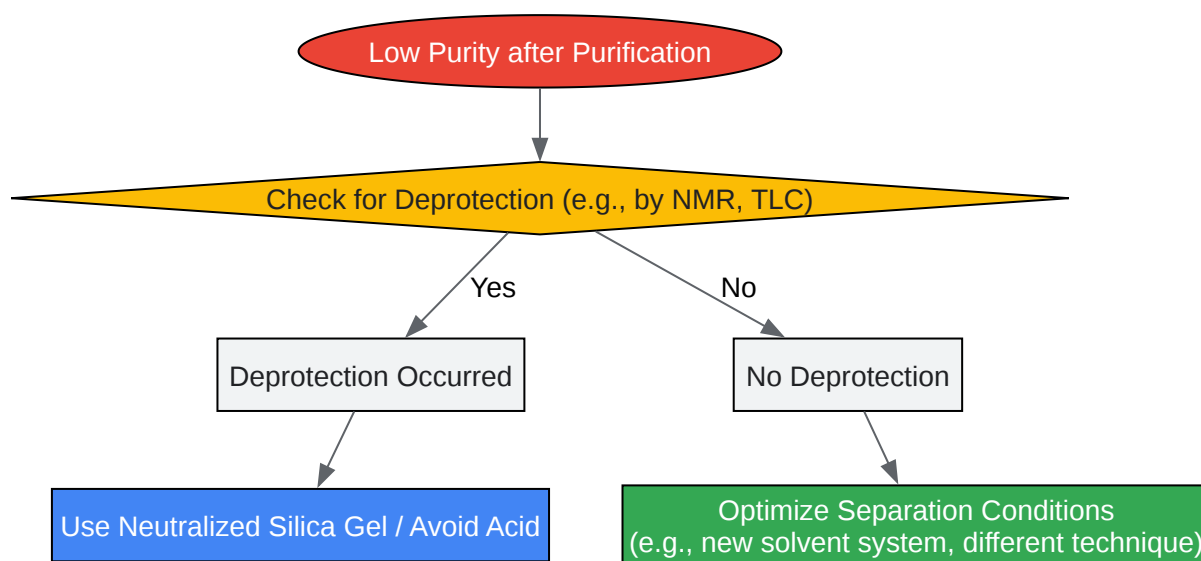 Low Purity after Purification
Check for Deprotection (e.g., by NMR, TLC)
Yes
No
Deprotection Occurred
No Deprotection
Use Neutralized Silica Gel / Avoid Acid
Optimize Separation Conditions
(e.g., new solvent system, different technique)